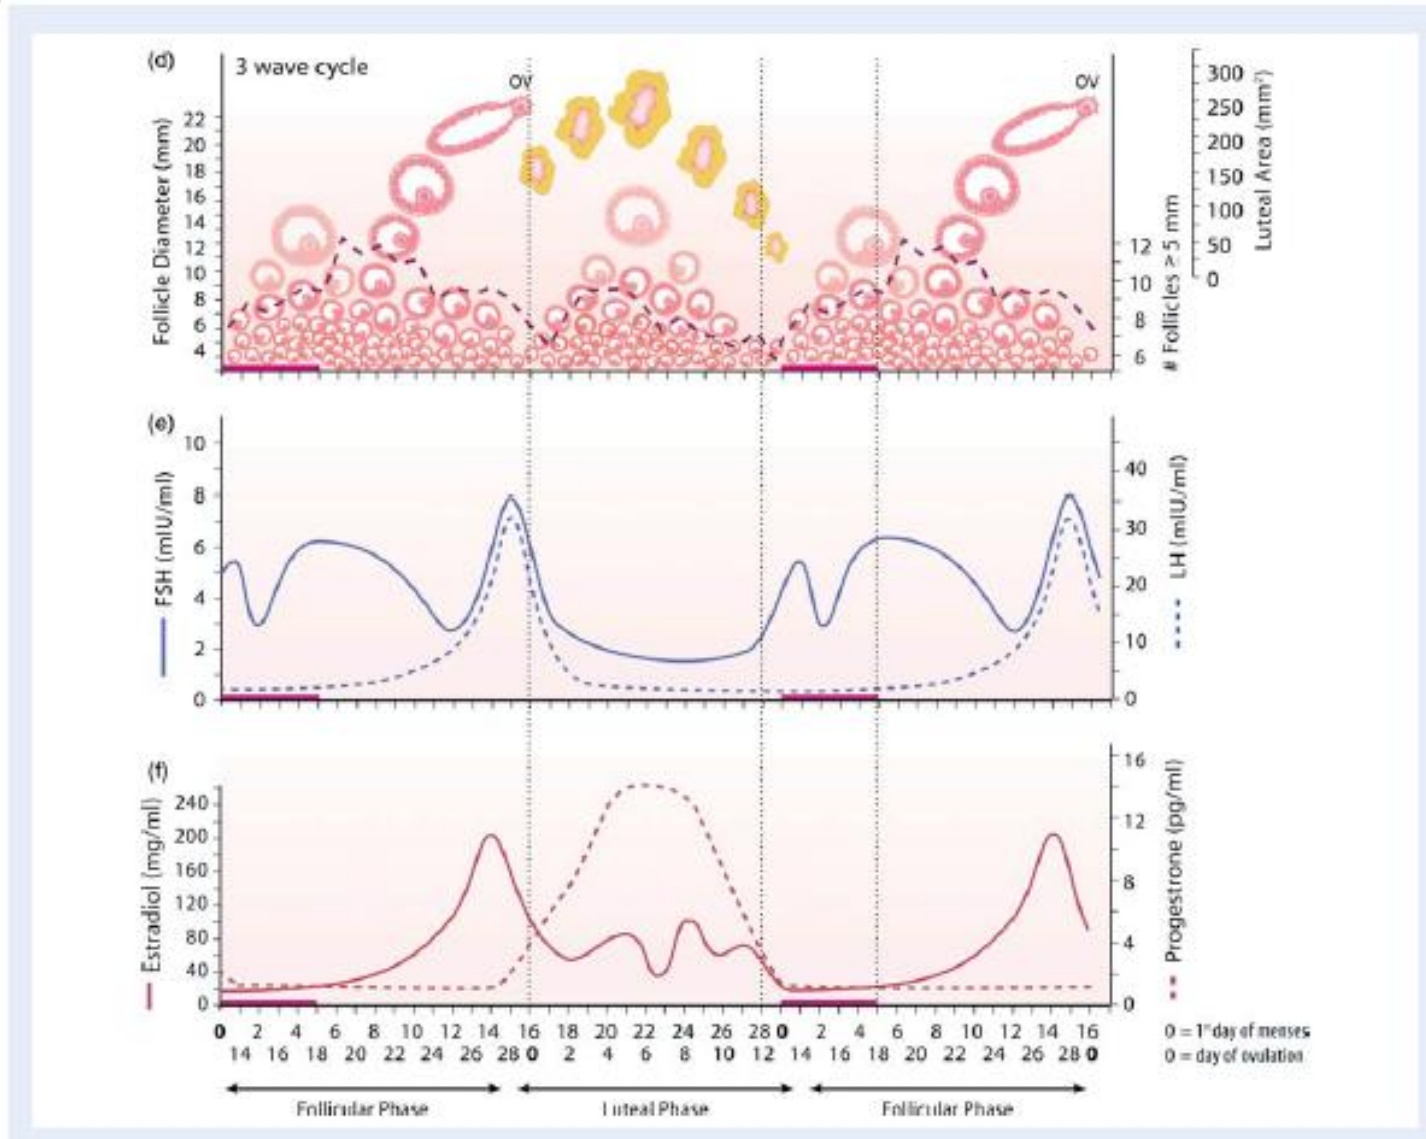 (d)
3 wave cycle
OV
OV
Follicle Diameter (mm)
22
20
18
16
14
12
10
8
6
4
# Follicles ≥ 5 mm
12
10
8
6
Luteal Area (mm²)
300
250
200
150
100
50
0
(e)
FSH (mIU/ml)
10
8
6
4
2
0
LH (mIU/ml)
40
30
20
10
0
(f)
Estradiol (mg/ml)
240
200
160
120
80
40
0
Progestrone (pg/ml)
16
12
8
4
0
0 2 4 6 8 10 12 14 16 18 20 22 24 26 28 0 2 4 6 8 10 12 14 16
14 16 18 20 22 24 26 28 0 2 4 6 8 10 12 14 16 18 20 22 24 26 28 0
0 = 1st day of menses
0 = day of ovulation
Follicular Phase
Luteal Phase
Follicular Phase